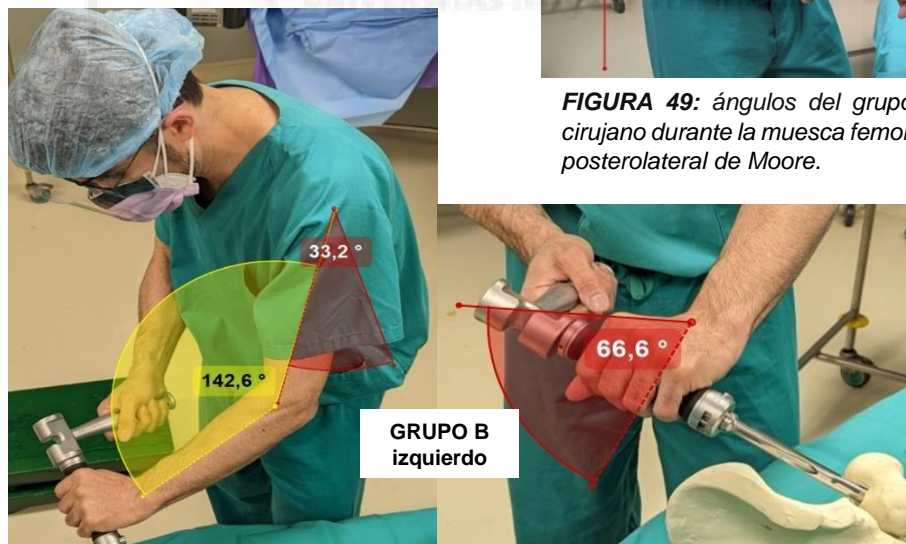 FIGURA 49: ángulos del grupo
cirujano durante la muesca femor
posterolateral de Moore.
33,2 °
142,6 °
66,6 °
GRUPO B
izquierdo